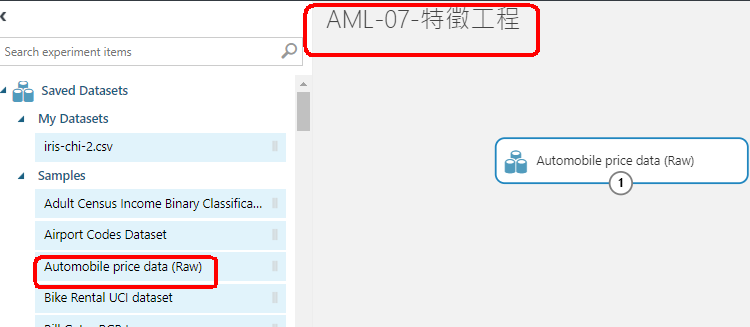 AML-07-特徵工程
Search experiment items
Saved Datasets
My Datasets
iris-chi-2.csv
Samples
Adult Census Income Binary Classifica...
Airport Codes Dataset
Automobile price data (Raw)
Bike Rental UCI dataset
Automobile price data (Raw)
1